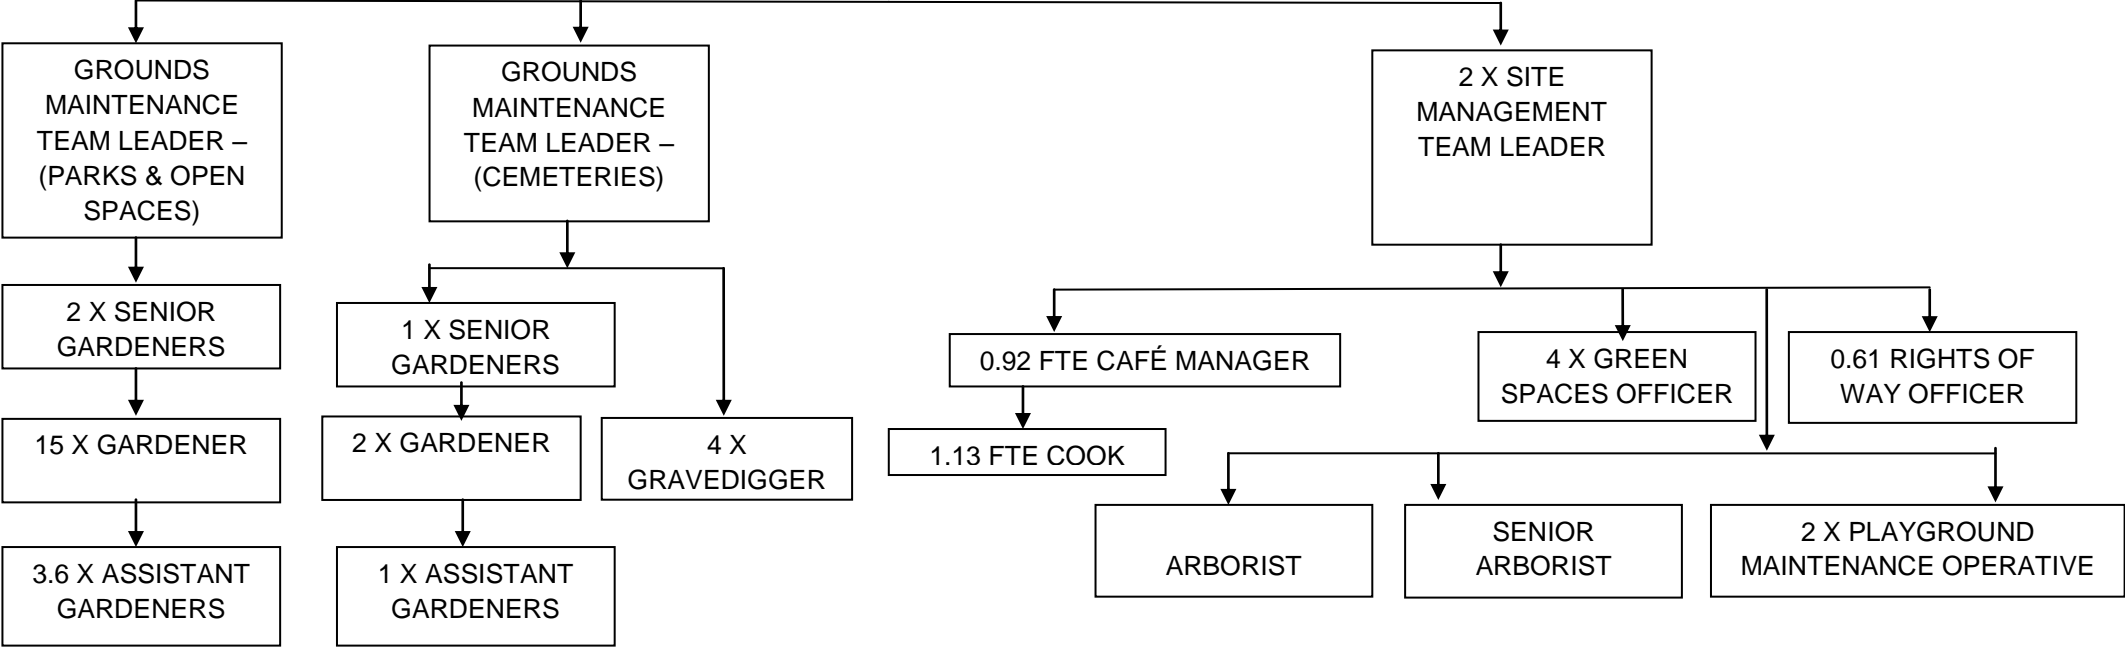 GROUNDS
MAINTENANCE
TEAM LEADER –
(PARKS & OPEN
SPACES)
GROUNDS
MAINTENANCE
TEAM LEADER –
(CEMETERIES)
2 X SITE
MANAGEMENT
TEAM LEADER
2 X SENIOR
GARDENERS
1 X SENIOR
GARDENERS
0.92 FTE CAFÉ MANAGER
4 X GREEN
SPACES OFFICER
0.61 RIGHTS OF
WAY OFFICER
15 X GARDENER
2 X GARDENER
4 X
GRAVEDIGGER
1.13 FTE COOK
ARBORIST
SENIOR
ARBORIST
2 X PLAYGROUND
MAINTENANCE OPERATIVE
3.6 X ASSISTANT
GARDENERS
1 X ASSISTANT
GARDENERS